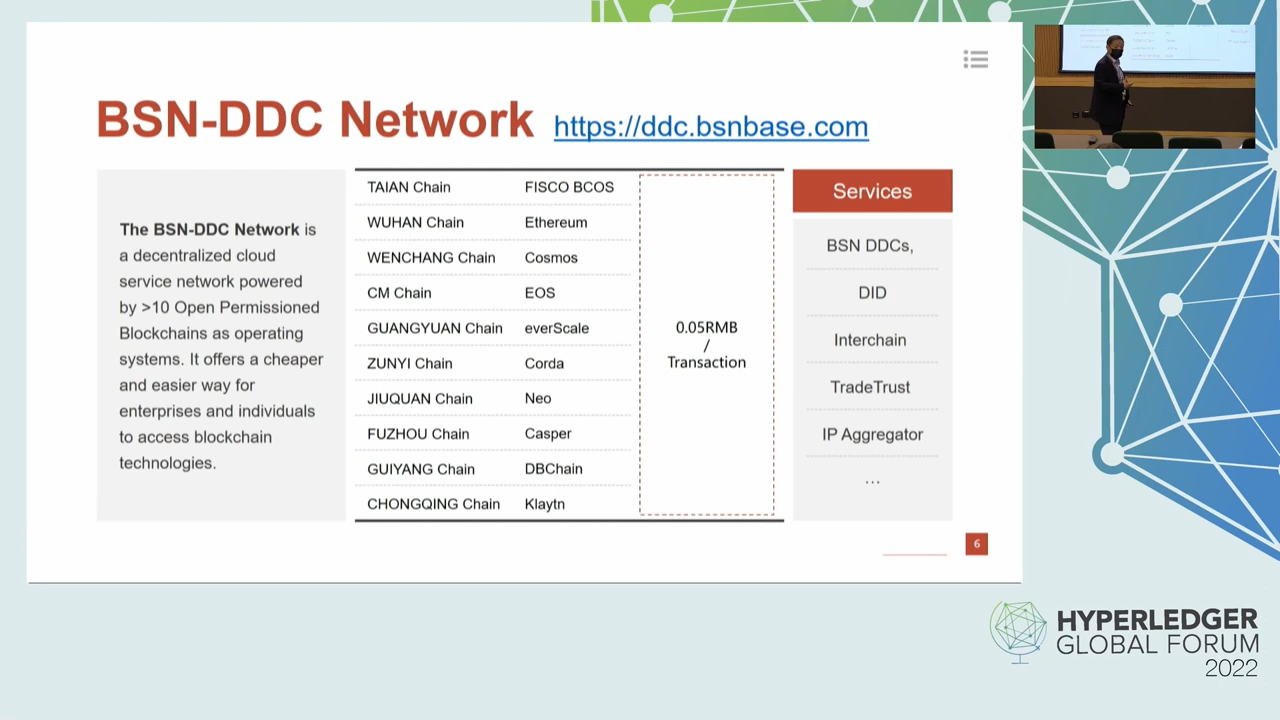 BSN-DDC Network https://ddc.bsnbase.com
The BSN-DDC Network is
a decentralized cloud
service network powered
by >10 Open Permissioned
Blockchains as operating
systems. It offers a cheaper
and easier way for
enterprises and individuals
to access blockchain
technologies.
TAIAN Chain FISCO BCOS
WUHAN Chain Ethereum
WENCHANG Chain Cosmos
CM Chain EOS
GUANGYUAN Chain everScale
ZUNYI Chain Corda
JIUQUAN Chain Neo
FUZHOU Chain Casper
GUIYANG Chain DBChain
CHONGQING Chain Klaytn
0.05RMB
/
Transaction
Services
BSN DDCs,
DID
Interchain
TradeTrust
IP Aggregator
...
6
HYPERLEDGER
GLOBAL FORUM
2022